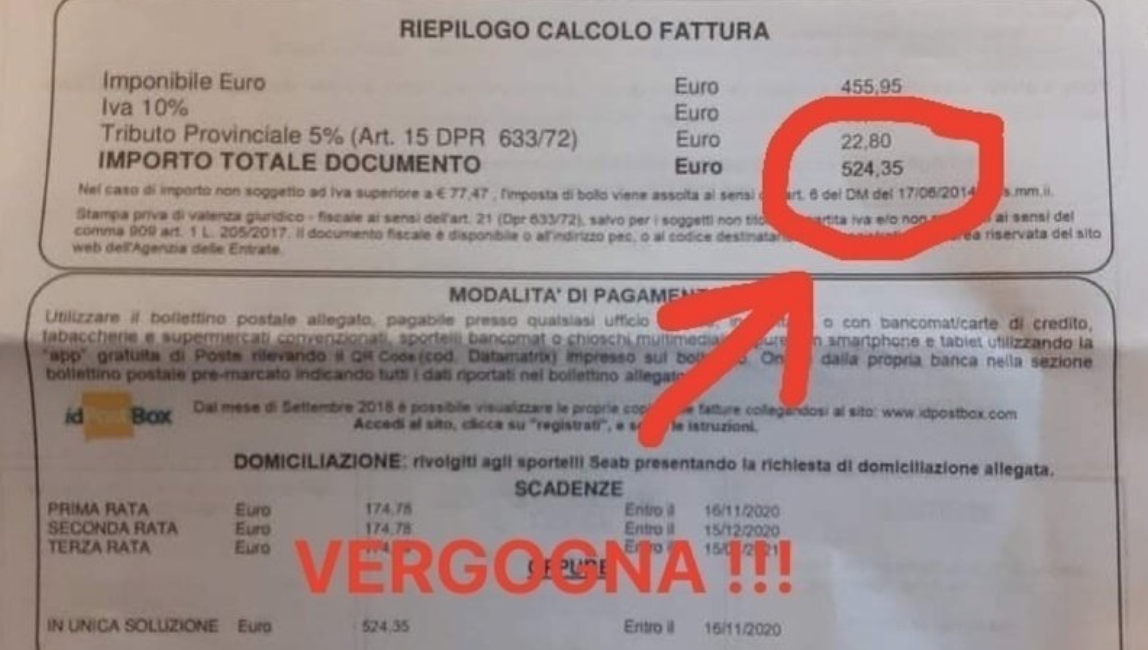 RIEPILOGO CALCOLO FATTURA
Imponibile Euro Euro 455,95
Iva 10% Euro
Tributo Provinciale 5% (Art. 15 DPR 633/72) Euro 22,80
IMPORTO TOTALE DOCUMENTO Euro 524,35
Nel caso di importo non soggetto ad Iva superiore a € 77,47 , l'imposta di bollo viene assolta ai sensi art. 6 del DM del 17/06/2014 s.mm.ii.
Stampa priva di valenza giuridico - fiscale ai sensi dell'art. 21 (Dpr 633/72), salvo per i soggetti non iva e/o non ai sensi del
comma 909 art. 1 L. 205/2017. Il documento fiscale è disponibile o all'indirizzo pec, o al codice riservata del sito
web dell'Agenzia delle Entrate.
MODALITA' DI
Utilizzare il bollettino postale allegato, pagabile presso qualsiasi ufficio o con bancomat/carte di credito,
tabaccherie e supermercati convenzionati, sportelli bancomat o chioschi smartphone e tablet utilizzando la
"app" gratuita di Poste rilevando il QR Code(cod. Datamatrix) impresso sul dalla propria banca nella sezione
bollettino postale pre-marcato indicando tutti i dati riportati nel bollettino
idPostBox Dal mese di Settembre 2018 è possibile visualizzare le proprie fatture collegandosi al sito: www.idpostbox.com
Accedi al sito, clicca su "registrati", e le istruzioni.
DOMICILIAZIONE: rivolgiti agli sportelli Seab presentando la richiesta di domiciliazione allegata.
SCADENZE
PRIMA RATA Euro 174,78 Entro il 16/11/2020
SECONDA RATA Euro 174,78 Entro il 15/12/2020
TERZA RATA Euro
OPPURE
VERGOGNA !!!
IN UNICA SOLUZIONE Euro 524,35 Entro il 16/11/2020